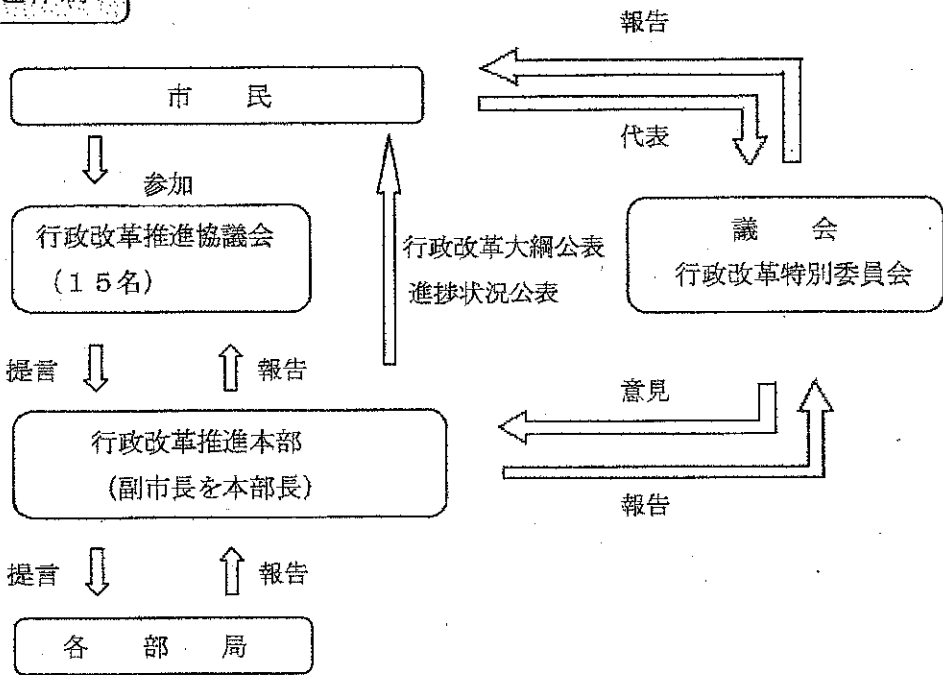 報告
市　民
代表
参加
行政改革推進協議会
（１５名）
行政改革大綱公表
進捗状況公表
議　会
行政改革特別委員会
提言
報告
意見
行政改革推進本部
（副市長を本部長）
報告
提言
報告
各　部　局